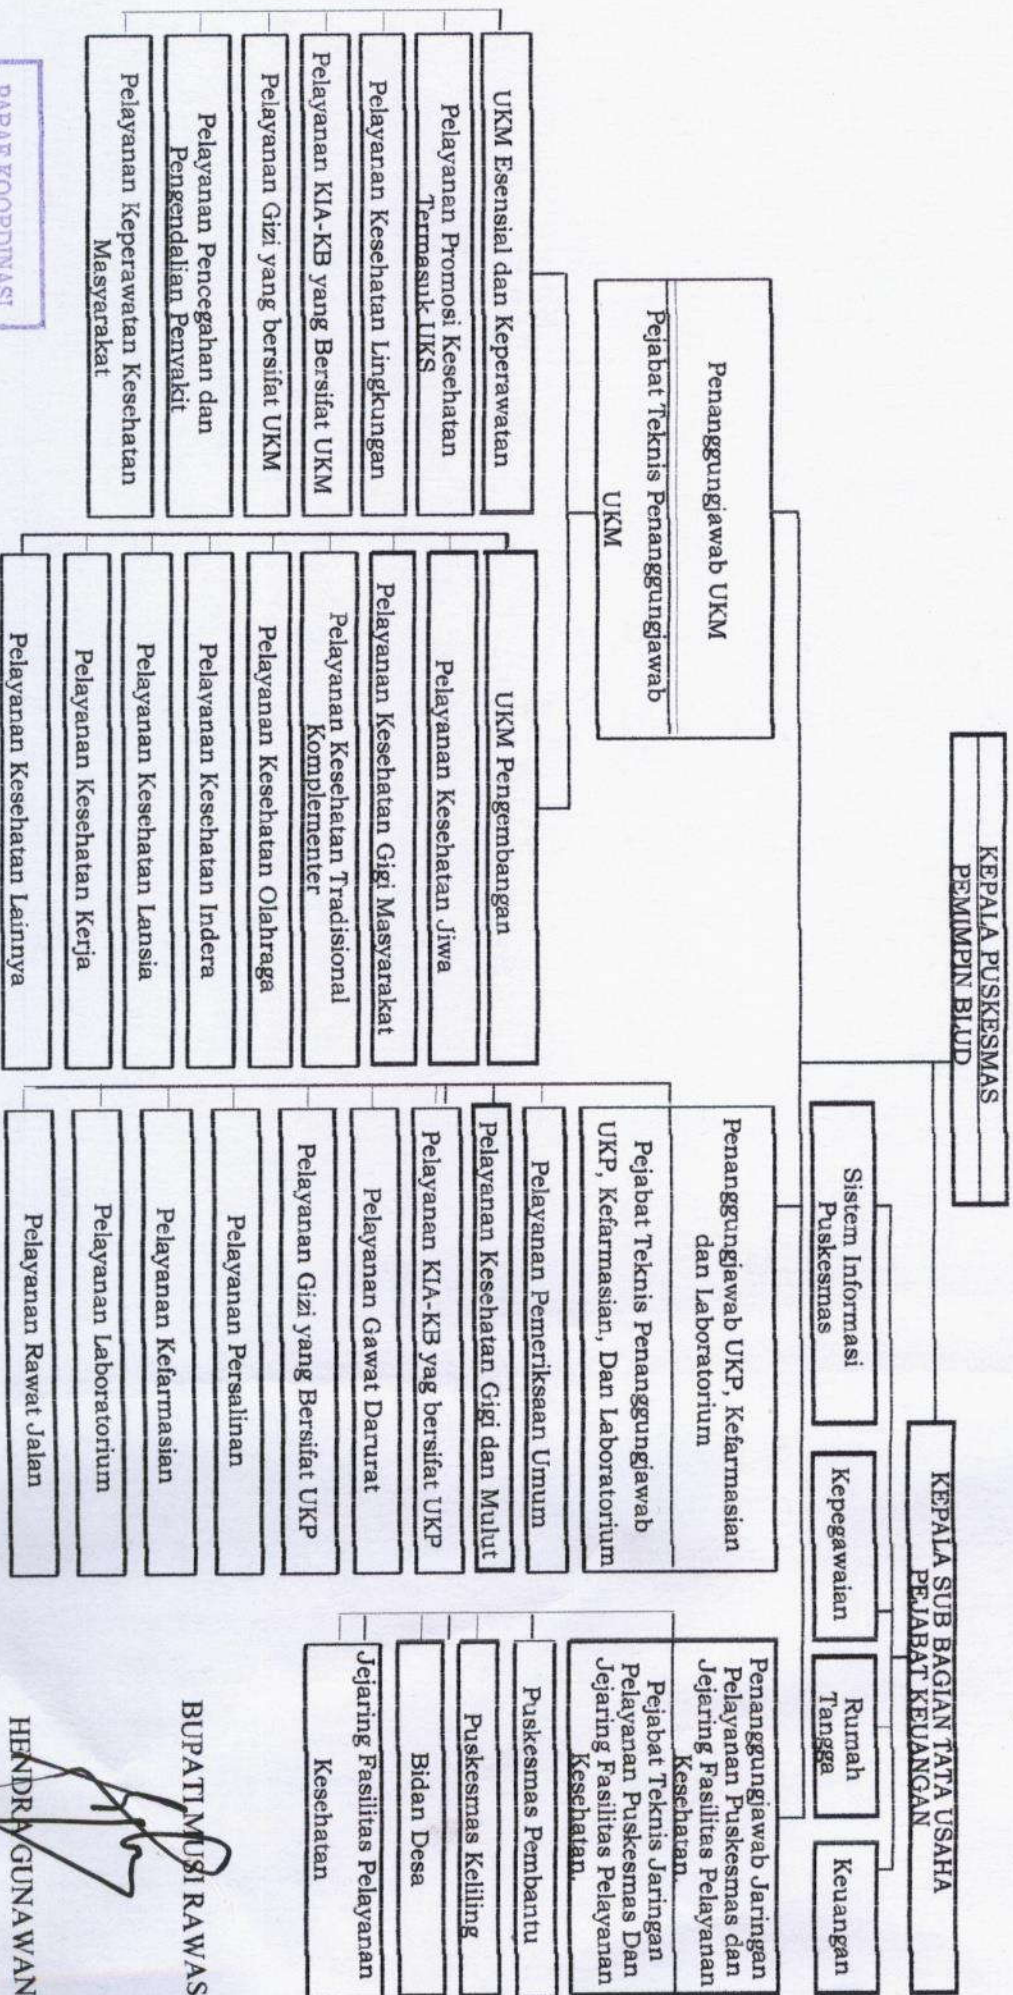 KEPALA PUSKESMAS
PEMIMPIN BLUD
KEPALA SUB BAGIAN TATA USAHA
PEJABAT KEUANGAN
Sistem Informasi
Puskesmas
Kepegawaian
Rumah
Tangga
Keuangan
Penanggungjawab UKM
Pejabat Teknis Penanggungjawab
UKM
UKM Esensial dan Keperawatan
Pelayanan Promosi Kesehatan
Termasuk UKS
Pelayanan Kesehatan Lingkungan
Pelayanan KIA-KB yang Bersifat UKM
Pelayanan Gizi yang bersifat UKM
Pelayanan Pencegahan dan
Pengendalian Penyakit
Pelayanan Keperawatan Kesehatan
Masyarakat
UKM Pengembangan
Pelayanan Kesehatan Jiwa
Pelayanan Kesehatan Gigi Masyarakat
Pelayanan Kesehatan Tradisional
Komplementer
Pelayanan Kesehatan Olahraga
Pelayanan Kesehatan Indera
Pelayanan Kesehatan Lansia
Pelayanan Kesehatan Kerja
Pelayanan Kesehatan Lainnya
Penanggungjawab UKP, Kefarmasian
dan Laboratorium
Pejabat Teknis Penanggungjawab
UKP, Kefarmasian, Dan Laboratorium
Pelayanan Pemeriksaan Umum
Pelayanan Kesehatan Gigi dan Mulut
Pelayanan KIA-KB yag bersifat UKP
Pelayanan Gawat Darurat
Pelayanan Gizi yang Bersifat UKP
Pelayanan Persalinan
Pelayanan Kefarmasian
Pelayanan Laboratorium
Pelayanan Rawat Jalan
Penanggungjawab Jaringan
Pelayanan Puskesmas dan
Jejaring Fasilitas Pelayanan
Kesehatan.
Pejabat Teknis Jaringan
Pelayanan Puskesmas Dan
Jejaring Fasilitas Pelayanan
Kesehatan.
Puskesmas Pembantu
Puskesmas Keliling
Bidan Desa
Jejaring Fasilitas Pelayanan
Kesehatan
BUPATI MUSI RAWAS
HENDRA GUNAWAN
PARAF KOORDINASI